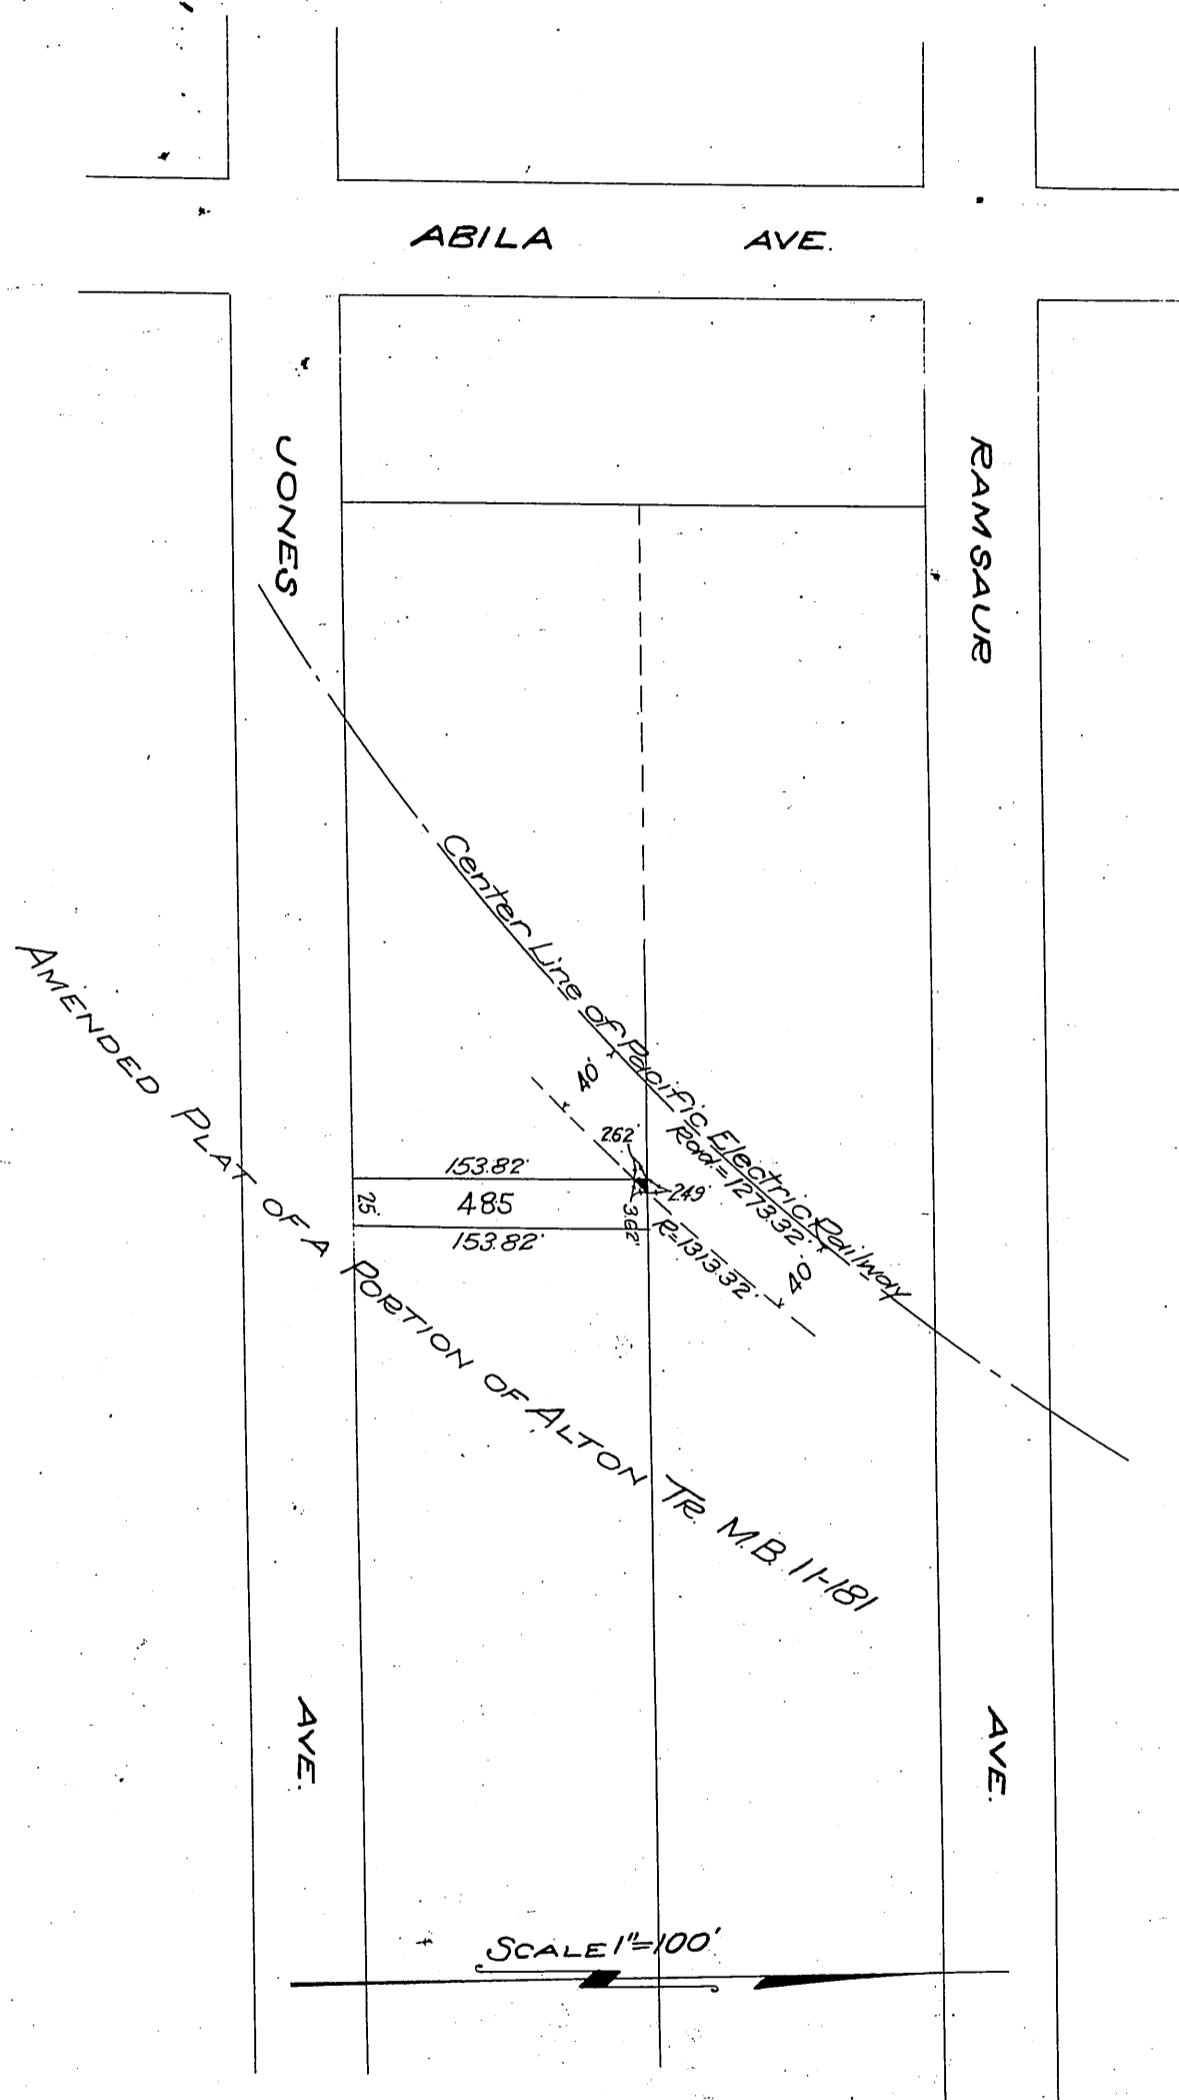 ABILA AVE.
JONES AVE.
RAMSAUR AVE.
Center Line of Pacific Electric Railway
Rad.=1273.32'
40'
2.62'
153.82'
2.49'
25'
485
3.62'
153.82'
R=1313.32'
40'
AMENDED PLAT OF A PORTION OF ALTON TR. M.B. 11-181
SCALE 1"=100'